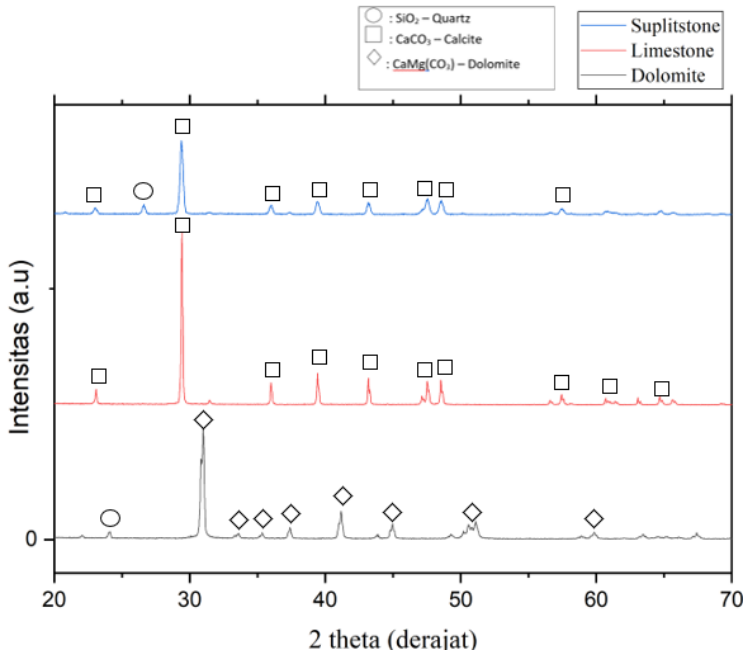 : SiO₂ – Quartz
: CaCO₃ – Calcite
: CaMg(CO₃) – Dolomite
Suplitstone
Limestone
Dolomite
Intensitas (a.u)
0
20 30 40 50 60 70
2 theta (derajat)